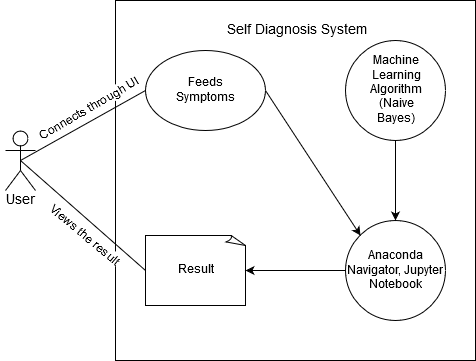 Self Diagnosis System
Connects through UI
Feeds
Symptoms
Machine
Learning
Algorithm
(Naive
Bayes)
User
Views the result
Result
Anaconda
Navigator, Jupyter
Notebook